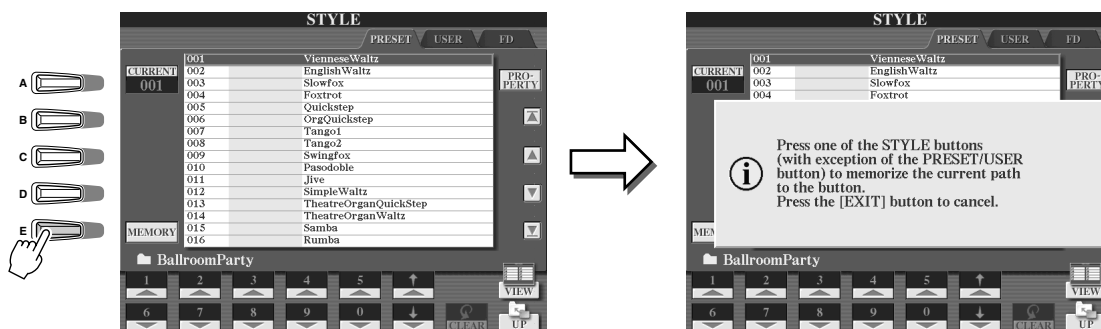 STYLE
PRESET USER FD
001 VienneseWaltz
CURRENT 002 EnglishWaltz PRO-
001 003 Slowfox PERTY
004 Foxtrot
005 Quickstep
006 OrgQuickstep
007 Tango1
008 Tango2
009 Swingfox
010 Pasodoble
011 Jive
012 SimpleWaltz
013 TheatreOrganQuickStep
014 TheatreOrganWaltz
MEMORY 015 Samba
016 Rumba
BallroomParty
1 2 3 4 5
VIEW
6 7 8 9 0
CLEAR UP
A
B
C
D
E
STYLE
PRESET USER FD
001 VienneseWaltz
CURRENT 002 EnglishWaltz PRO-
001 003 Slowfox PERTY
004 Foxtrot
Press one of the STYLE buttons
(with exception of the PRESET/USER
button) to memorize the current path
to the button.
Press the [EXIT] button to cancel.
i
MEM
BallroomParty
1 2 3 4 5
VIEW
6 7 8 9 0
CLEAR UP